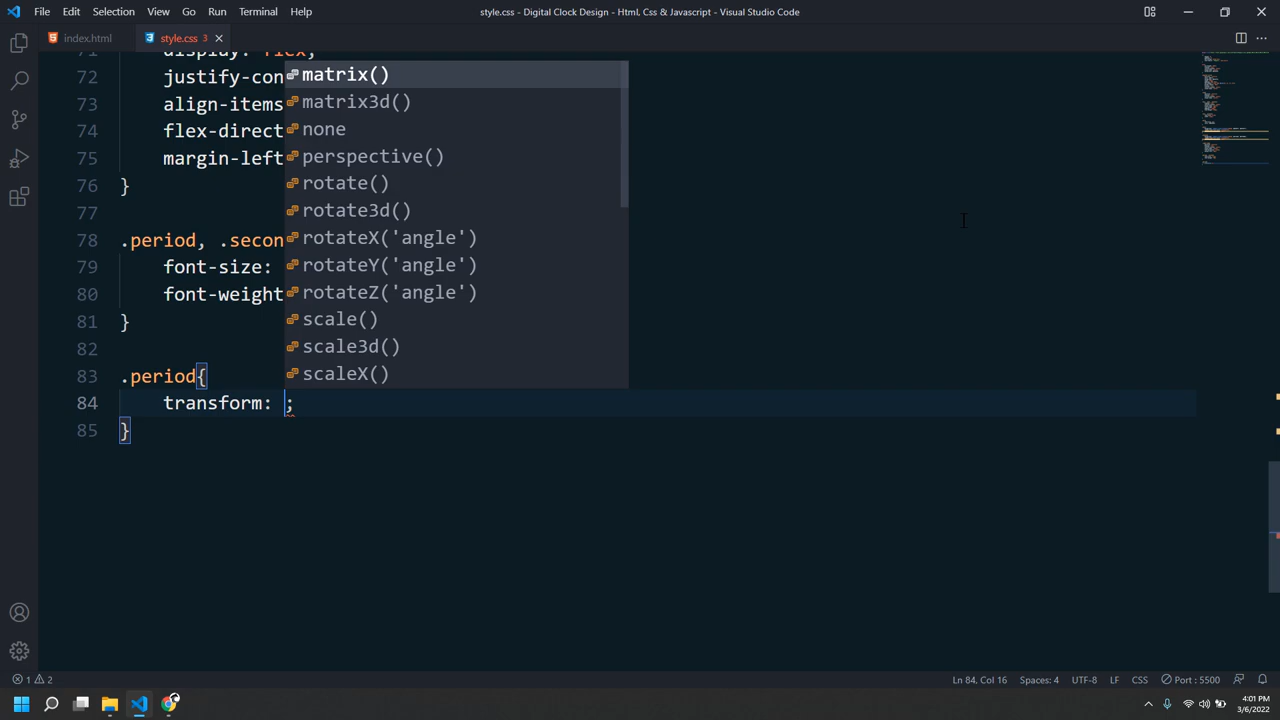 File Edit Selection View Go Run Terminal Help
style.css - Digital Clock Design - Html, Css & Javascript - Visual Studio Code
index.html
style.css 3
71 display: flex;
72 justify-con
73 align-items
74 flex-direct
75 margin-left
76 }
77
78 .period, .secon
79 font-size:
80 font-weight
81 }
82
83 .period{
84 transform: ;
85 }
matrix()
matrix3d()
none
perspective()
rotate()
rotate3d()
rotateX('angle')
rotateY('angle')
rotateZ('angle')
scale()
scale3d()
scaleX()
1 2
Ln 84, Col 16 Spaces: 4 UTF-8 LF CSS Port : 5500
4:01 PM
3/6/2022